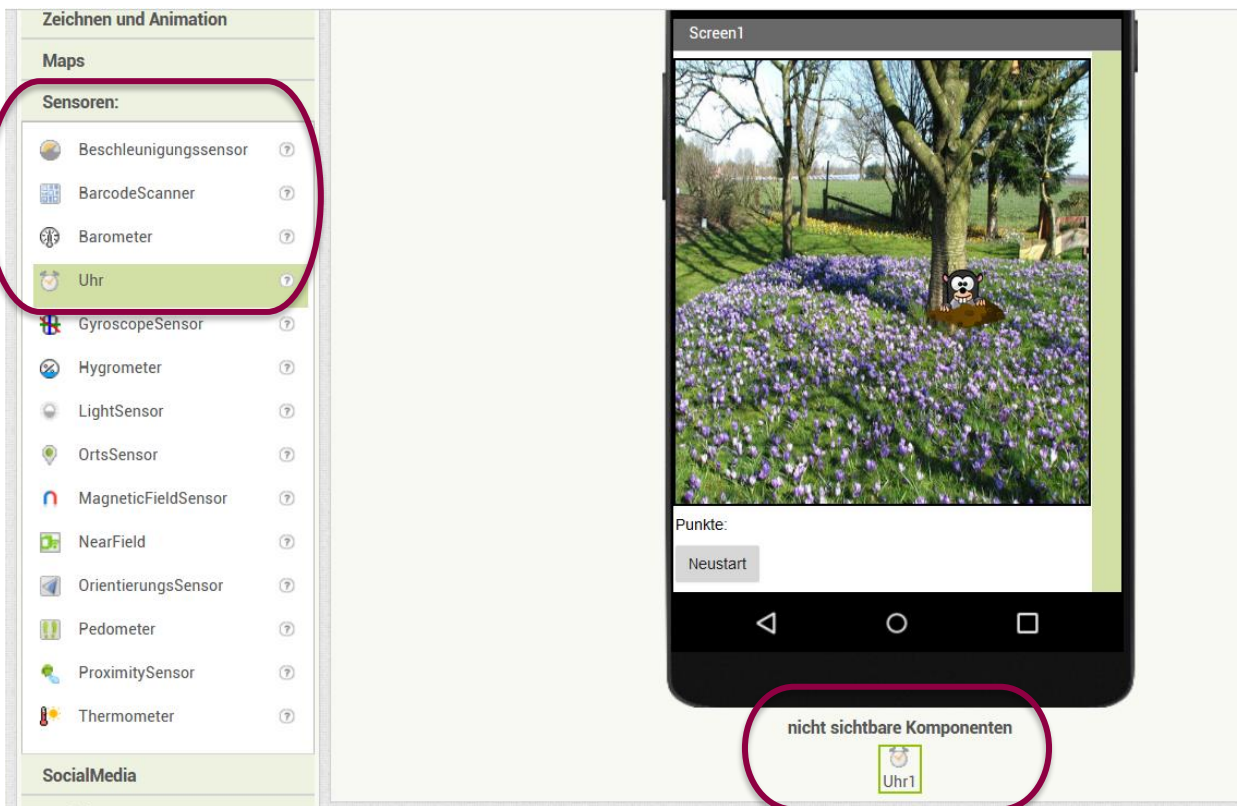 Zeichnen und Animation
Maps
Sensoren:
Beschleunigungssensor
BarcodeScanner
Barometer
Uhr
GyroscopeSensor
Hygrometer
LightSensor
OrtsSensor
MagneticFieldSensor
NearField
OrientierungsSensor
Pedometer
ProximitySensor
Thermometer
SocialMedia
Screen1
Punkte:
Neustart
nicht sichtbare Komponenten
Uhr1